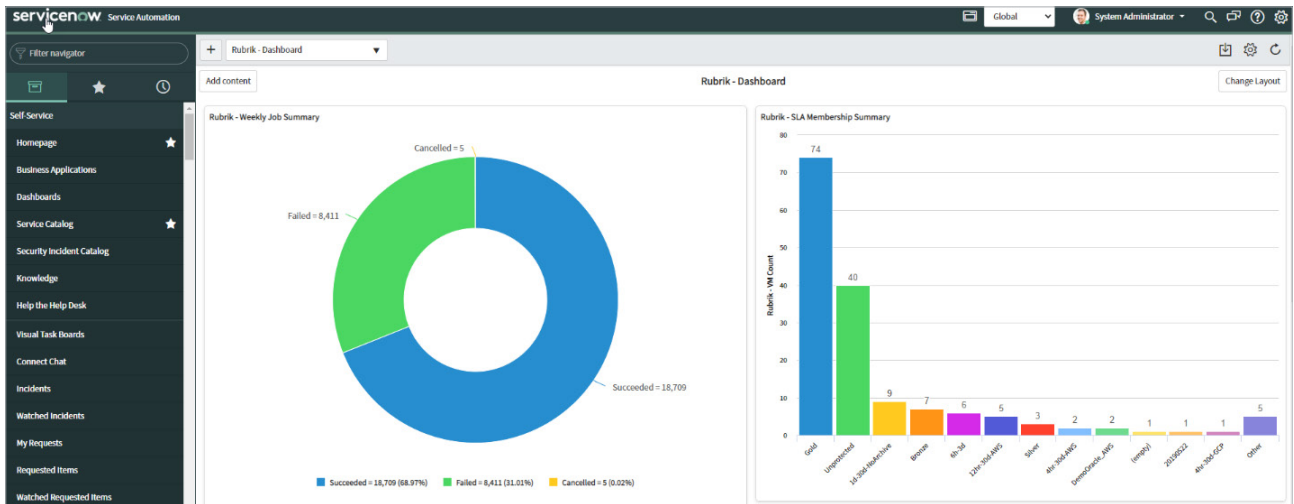 servicenow Service Automation
Global
System Administrator
Filter navigator
Rubrik - Dashboard
Add content
Rubrik - Dashboard
Change Layout
Self-Service
Homepage
Business Applications
Dashboards
Service Catalog
Security Incident Catalog
Knowledge
Help the Help Desk
Visual Task Boards
Connect Chat
Incidents
Watched Incidents
My Requests
Requested Items
Watched Requested Items
Rubrik - Weekly Job Summary
Cancelled = 5
Failed = 8,411
Succeeded = 18,709
Succeeded = 18,709 (68.97%) Failed = 8,411 (31.01%) Cancelled = 5 (0.02%)
Rubrik - SLA Membership Summary
Rubrik - VM Count
80
70
60
50
40
30
20
10
0
74
40
9
7
6
5
3
2
2
1
1
1
5
Gold
Unprotected
1d-30d-NoArchive
Bronze
6h-3d
12hr-30d-AWS
Silver
4hr-30d-AWS
DemoOracle_AWS
(empty)
20190522
4hr-30d-GCP
Other